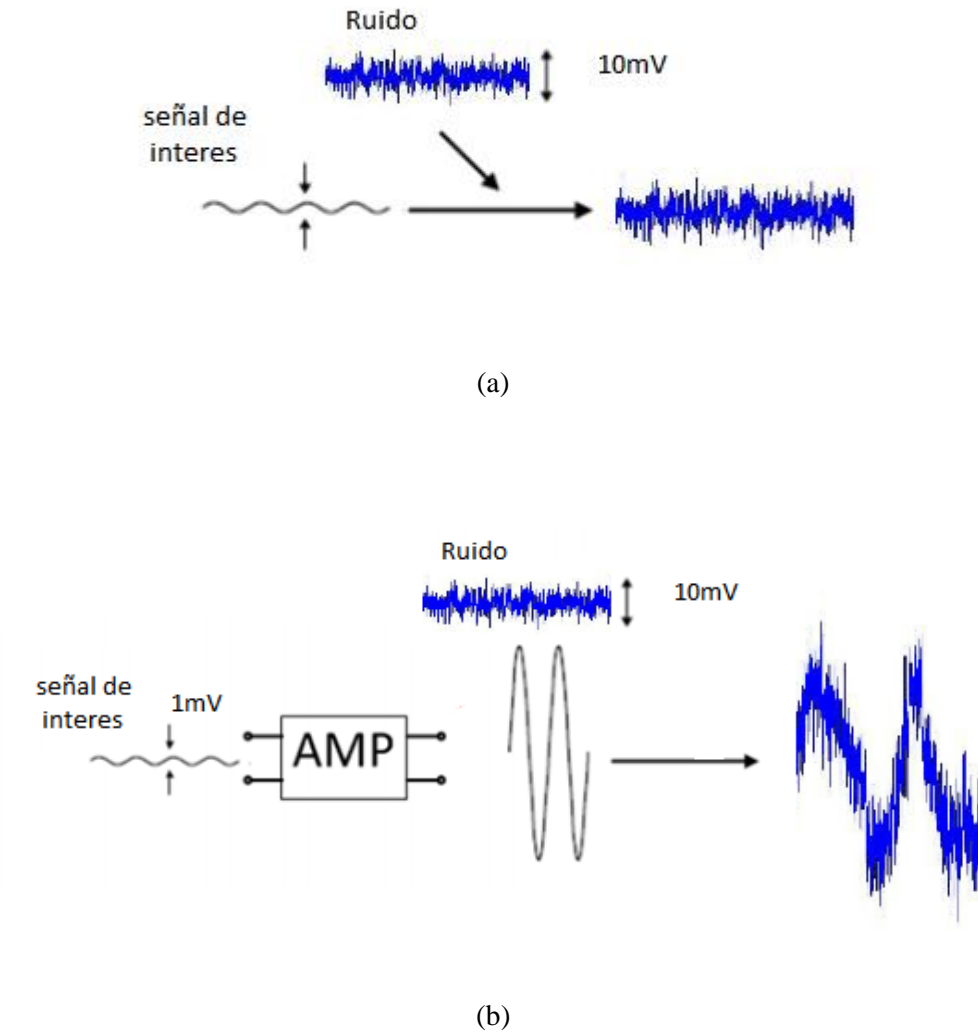 Ruido
10mV
señal de
interes
(a)
Ruido
10mV
señal de
interes
1mV
AMP
(b)